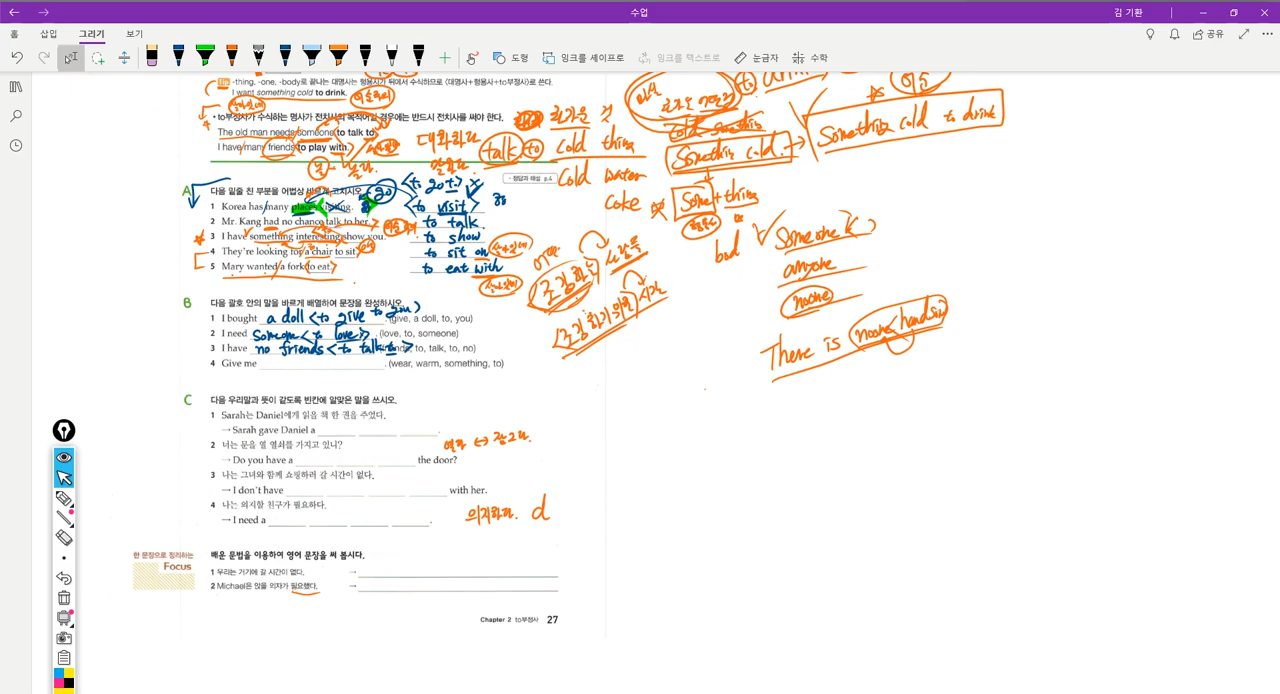 수업
김 기환
홈 삽입 그리기 보기
도형 잉크를 셰이프로 잉크를 텍스트로 눈금자 수학 공유
Tip -thing, -one, -body로 끝나는 대명사는 형용사가 뒤에서 수식하므로 (대명사+형용사+to부정사)로 쓴다.
I want something cold to drink.
• to부정사가 수식하는 명사가 전치사의 목적어일 경우에는 반드시 전치사를 써야 한다.
The old man needs someone to talk to.
I have many friends to play with.
대화하다
talk to
cold thing
cold water
coke
cold something
Something cold
Something cold to drink
Some + thing
Someone
anyone
noone
There is noone handsome
정답과 해설 p.4
A 다음 밑줄 친 부분을 어법상 바르게 고치시오.
1 Korea has many places visiting.
to go to
to visit
2 Mr. Kang had no chance talk to her.
to talk
3 I have something interesting show you.
to show
4 They're looking for a chair to sit.
to sit on
5 Mary wanted a fork to eat.
to eat with
B 다음 괄호 안의 말을 바르게 배열하여 문장을 완성하시오.
1 I bought a doll <to give to you> (give, a doll, to, you)
2 I need someone <to love> (love, to, someone)
3 I have no friends <to talk to> (friends, to, talk, to, no)
4 Give me (wear, warm, something, to)
C 다음 우리말과 뜻이 같도록 빈칸에 알맞은 말을 쓰시오.
1 Sarah는 Daniel에게 읽을 책 한 권을 주었다.
→ Sarah gave Daniel a .
2 너는 문을 열 열쇠를 가지고 있니?
→ Do you have a the door?
열다 ↔ 잠그다.
3 나는 그녀와 함께 쇼핑하러 갈 시간이 없다.
→ I don't have with her.
4 나는 의지할 친구가 필요하다.
→ I need a .
의지하다. d
한 문장으로 정리하는
Focus
배운 문법을 이용하여 영어 문장을 써 봅시다.
1 우리는 거기에 갈 시간이 없다. →
2 Michael은 앉을 의자가 필요했다. →
Chapter 2 to부정사 27